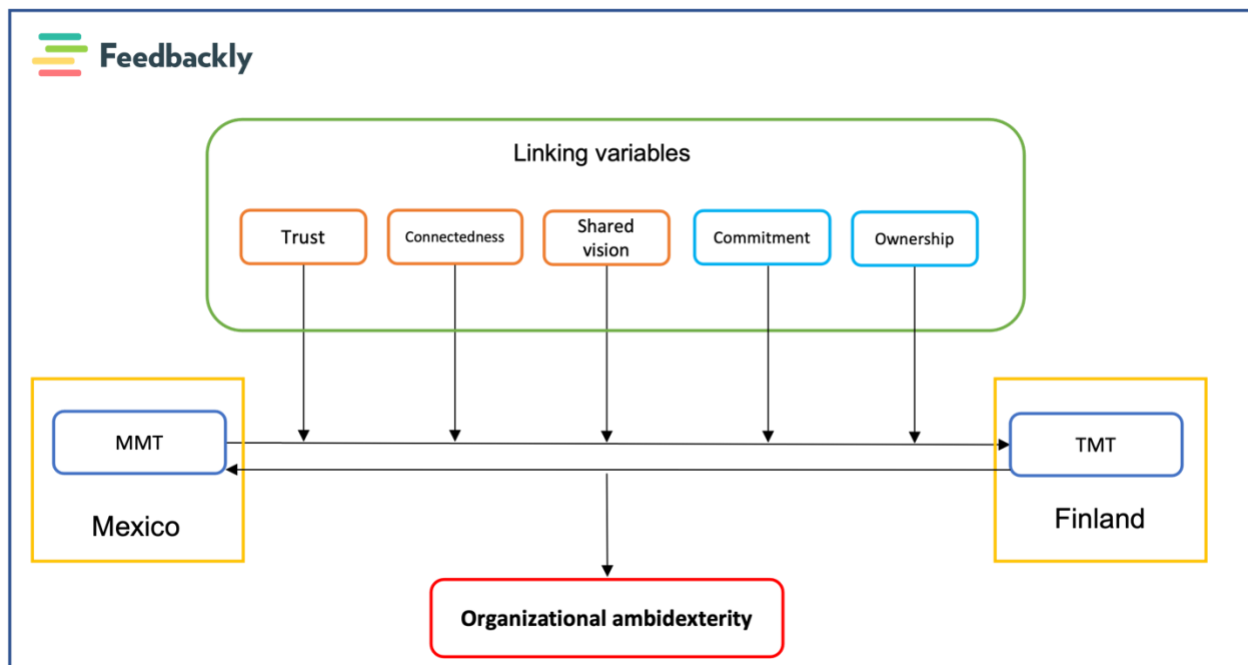 Feedbackly
Linking variables
Trust
Connectedness
Shared
vision
Commitment
Ownership
MMT
TMT
Mexico
Finland
Organizational ambidexterity